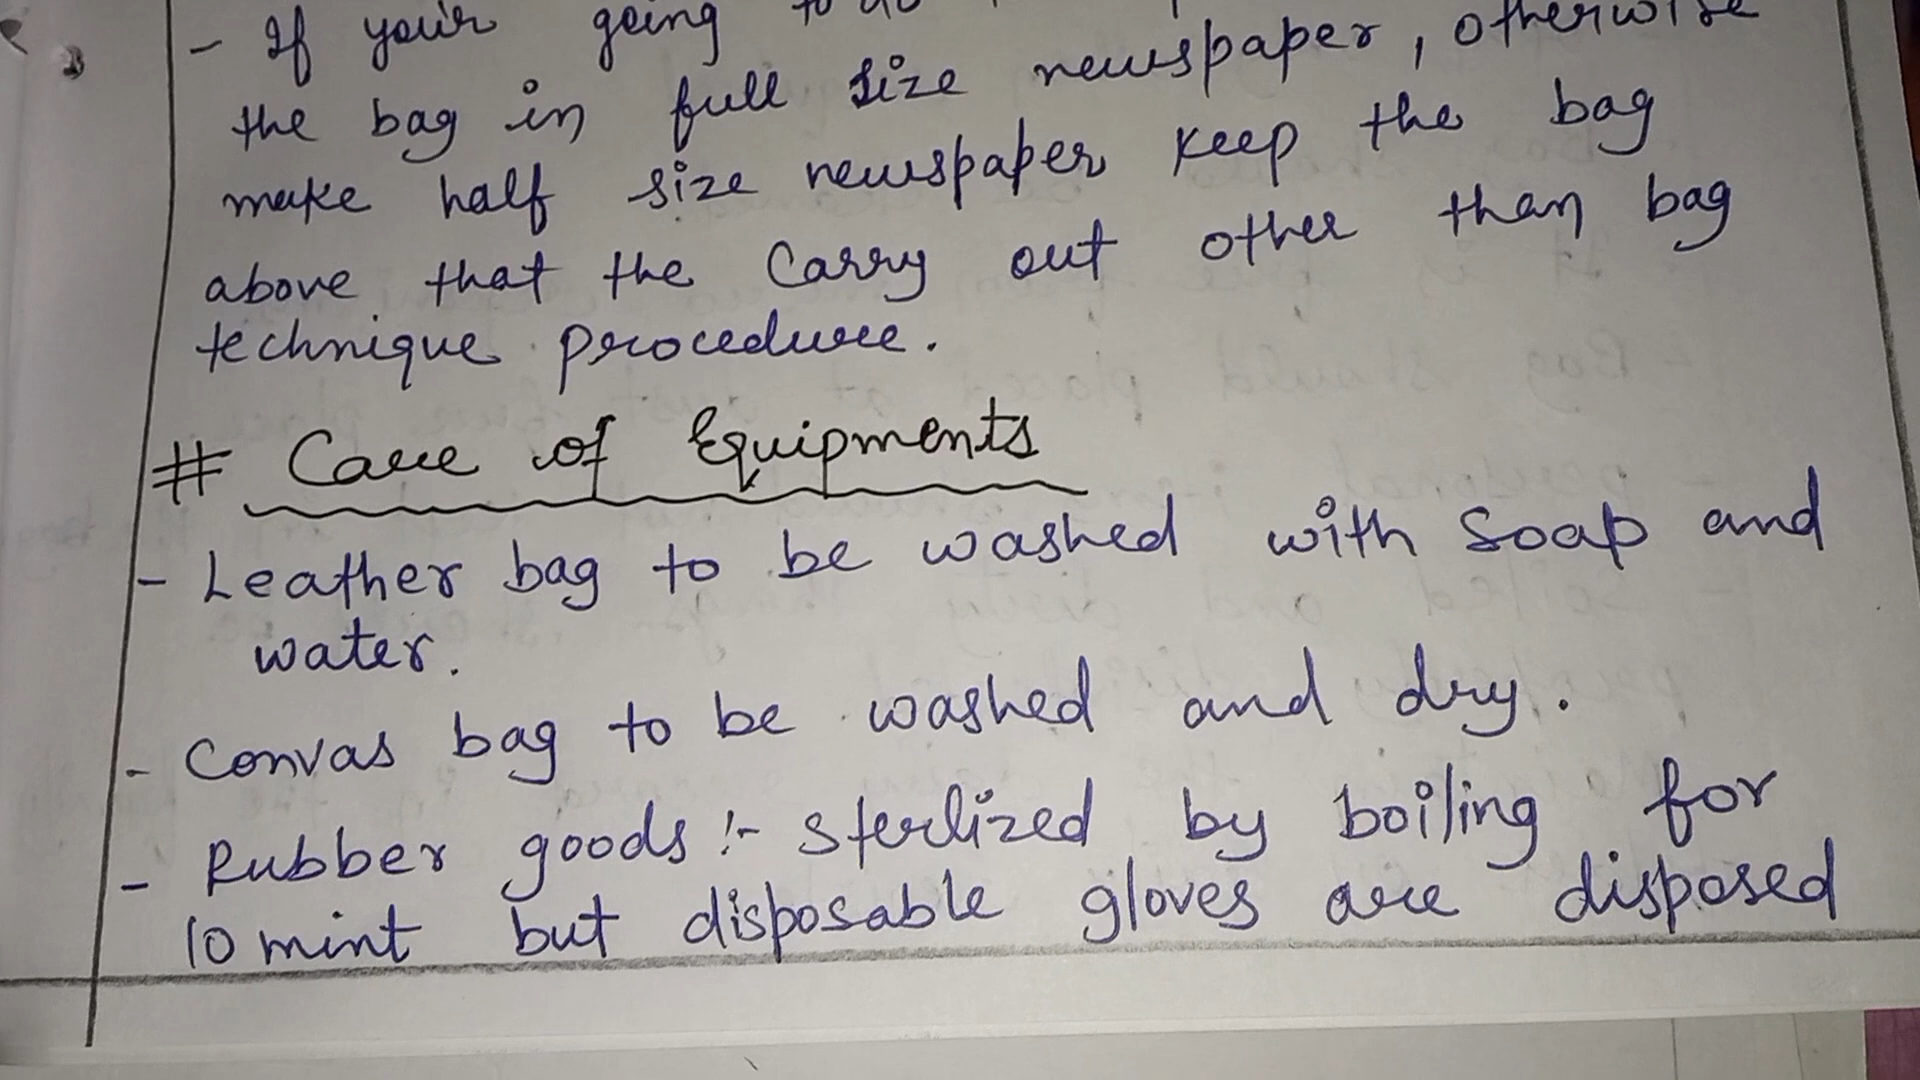 - If your going to do
the bag in full size newspaper, otherwise
make half size newspaper keep the bag
above that the Carry out other than bag
technique procedure.
# Care of Equipments
- Leather bag to be washed with soap and
water.
- Convas bag to be washed and dry.
- Rubber goods :- sterlized by boiling for
10 mint but disposable gloves are disposed